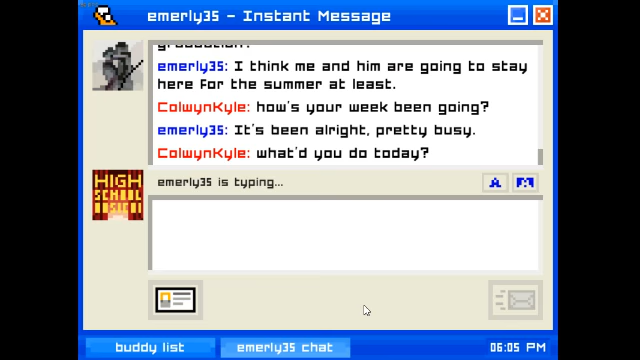 emerly35 - Instant Message
graduation?
emerly35: I think me and him are going to stay
here for the summer at least.
ColwynKyle: how's your week been going?
emerly35: It's been alright, pretty busy.
ColwynKyle: what'd you do today?
HIGH
SCHOOL
MUSICAL
emerly35 is typing...
A
buddy list
emerly35 chat
06:05 PM